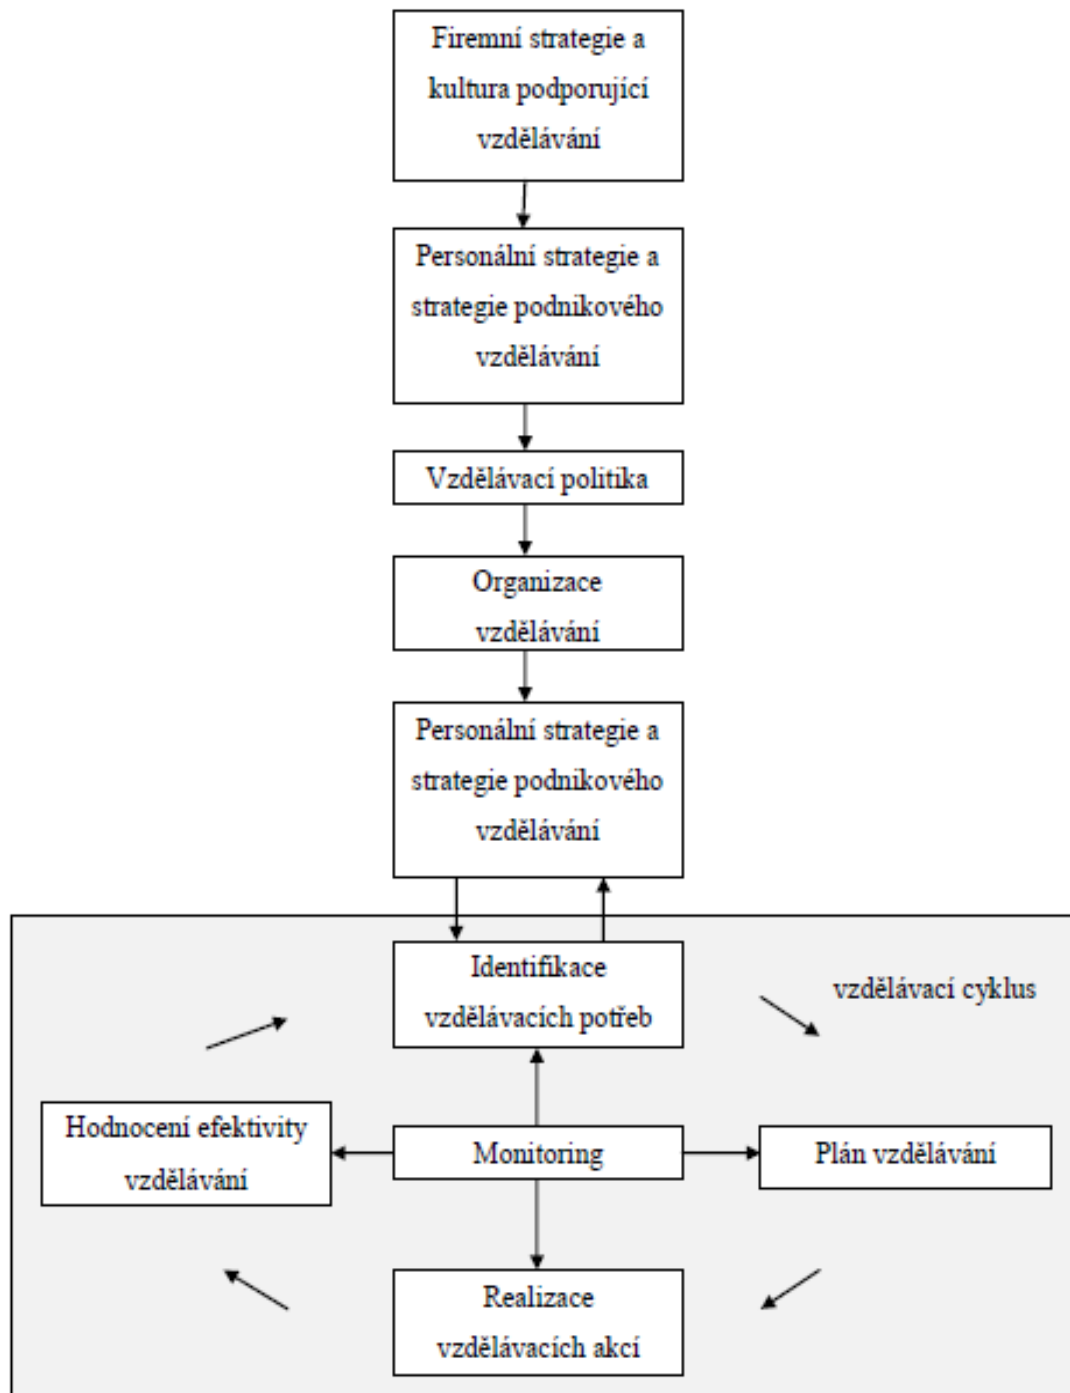 Firemní strategie a
kultura podporující
vzdělávání
Personální strategie a
strategie podnikového
vzdělávání
Vzdělávací politika
Organizace
vzdělávání
Personální strategie a
strategie podnikového
vzdělávání
Identifikace
vzdělávacích potřeb
vzdělávací cyklus
Hodnocení efektivity
vzdělávání
Monitoring
Plán vzdělávání
Realizace
vzdělávacích akcí